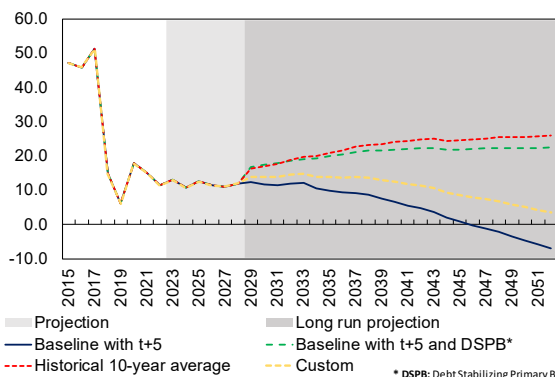 60.0
50.0
40.0
30.0
20.0
10.0
0.0
-10.0
2015 2017 2019 2021 2023 2025 2027 2029 2031 2033 2035 2037 2039 2041 2043 2045 2047 2049 2051
Projection Long run projection
Baseline with t+5 Baseline with t+5 and DSPB*
Historical 10-year average Custom
* DSPB: Debt Stabilizing Primary B